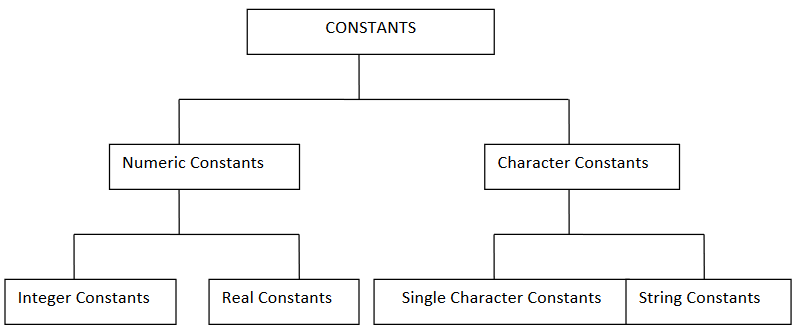 CONSTANTS
Numeric Constants
Character Constants
Integer Constants
Real Constants
Single Character Constants
String Constants